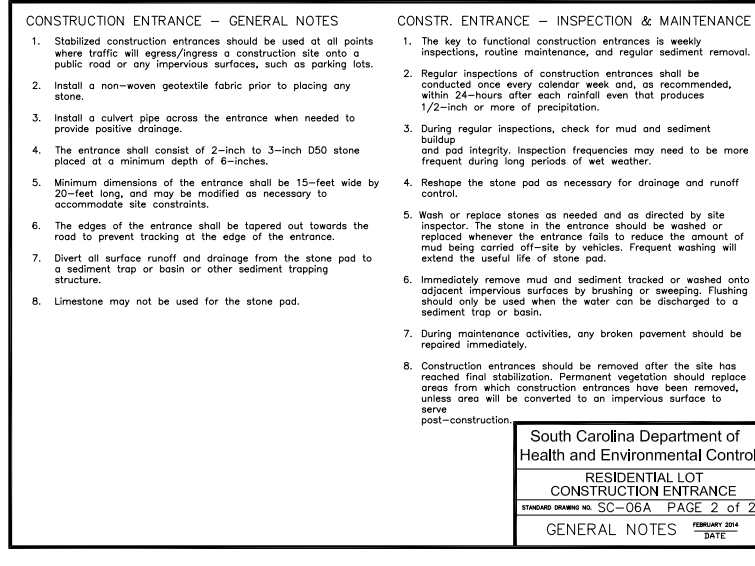 CONSTRUCTION ENTRANCE – GENERAL NOTES
1. Stabilized construction entrances should be used at all points
where traffic will egress/ingress a construction site onto a
public road or any impervious surfaces, such as parking lots.
2. Install a non-woven geotextile fabric prior to placing any
stone.
3. Install a culvert pipe across the entrance when needed to
provide positive drainage.
4. The entrance shall consist of 2-inch to 3-inch D50 stone
placed at a minimum depth of 6-inches.
5. Minimum dimensions of the entrance shall be 15-feet wide by
20-feet long, and may be modified as necessary to
accommodate site constraints.
6. The edges of the entrance shall be tapered out towards the
road to prevent tracking at the edge of the entrance.
7. Divert all surface runoff and drainage from the stone pad to
a sediment trap or basin or other sediment trapping
structure.
8. Limestone may not be used for the stone pad.
CONSTR. ENTRANCE – INSPECTION & MAINTENANCE
1. The key to functional construction entrances is weekly
inspections, routine maintenance, and regular sediment removal.
2. Regular inspections of construction entrances shall be
conducted once every calendar week and, as recommended,
within 24-hours after each rainfall even that produces
1/2-inch or more of precipitation.
3. During regular inspections, check for mud and sediment
buildup
and pad integrity. Inspection frequencies may need to be more
frequent during long periods of wet weather.
4. Reshape the stone pad as necessary for drainage and runoff
control.
5. Wash or replace stones as needed and as directed by site
inspector. The stone in the entrance should be washed or
replaced whenever the entrance fails to reduce the amount of
mud being carried off-site by vehicles. Frequent washing will
extend the useful life of stone pad.
6. Immediately remove mud and sediment tracked or washed onto
adjacent impervious surfaces by brushing or sweeping. Flushing
should only be used when the water can be discharged to a
sediment trap or basin.
7. During maintenance activities, any broken pavement should be
repaired immediately.
8. Construction entrances should be removed after the site has
reached final stabilization. Permanent vegetation should replace
areas from which construction entrances have been removed,
unless area will be converted to an impervious surface to
serve
post-construction.
South Carolina Department of
Health and Environmental Control
RESIDENTIAL LOT
CONSTRUCTION ENTRANCE
STANDARD DRAWING NO. SC-06A PAGE 2 of 2
GENERAL NOTES FEBRUARY 2014
DATE